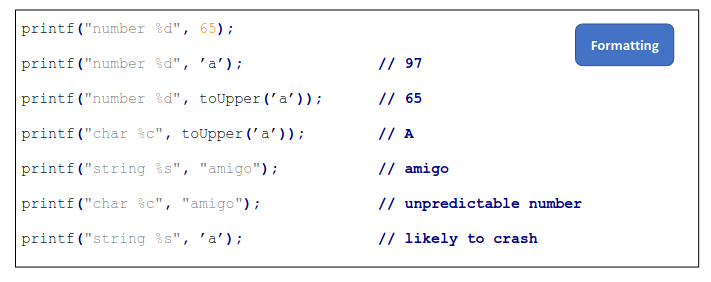 printf("number %d", 65);
Formatting
printf("number %d", ’a’); // 97
printf("number %d", toUpper(’a’)); // 65
printf("char %c", toUpper(’a’)); // A
printf("string %s", "amigo"); // amigo
printf("char %c", "amigo"); // unpredictable number
printf("string %s", ’a’); // likely to crash